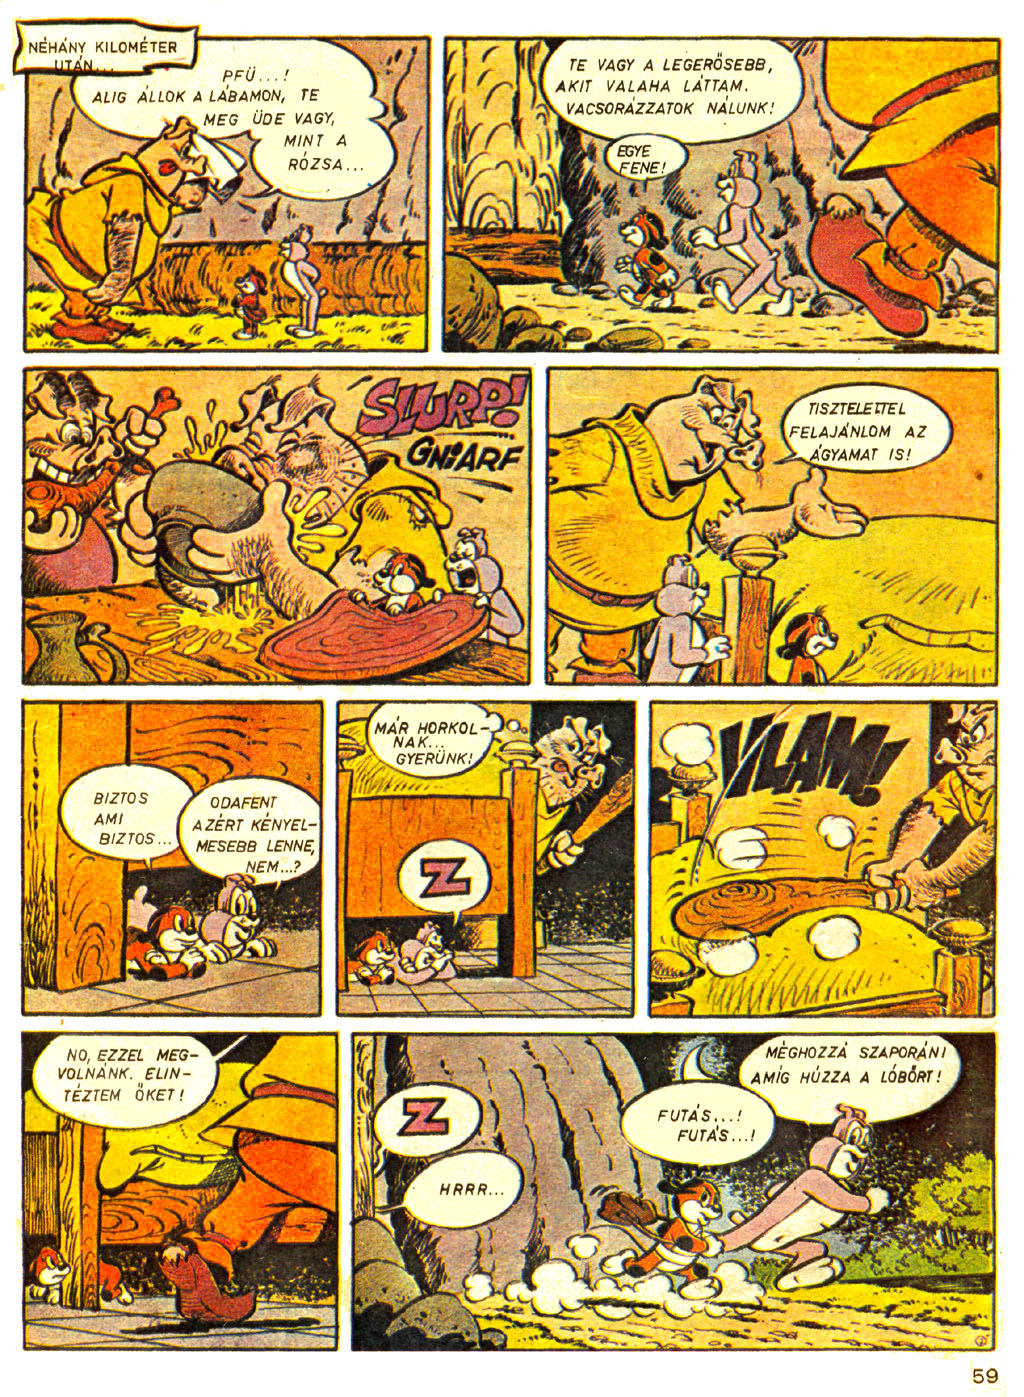 NÉHÁNY KILOMÉTER
UTÁN...
PFÜ...!
ALIG ÁLLOK A LÁBAMON, TE
MEG ÜDE VAGY,
MINT A
RÓZSA...
TE VAGY A LEGERŐSEBB,
AKIT VALAHA LÁTTAM.
VACSORÁZZATOK NÁLUNK!
EGYE
FENE!
SLURP!
GNIARF
TISZTELETTEL
FELAJÁNLOM AZ
ÁGYAMAT IS!
BIZTOS
AMI
BIZTOS...
ODAFENT
AZÉRT KÉNYEL-
MESEBB LENNE,
NEM...?
MÁR HORKOL-
NAK...
GYERÜNK!
Z
VLAM!
NO, EZZEL MEG-
VOLNÁNK. ELIN-
TÉZTEM ŐKET!
Z
HRRR...
FUTÁS...!
FUTÁS...!
MÉGHOZZÁ SZAPORÁN!
AMÍG HÚZZA A LÓBŐRT!
59